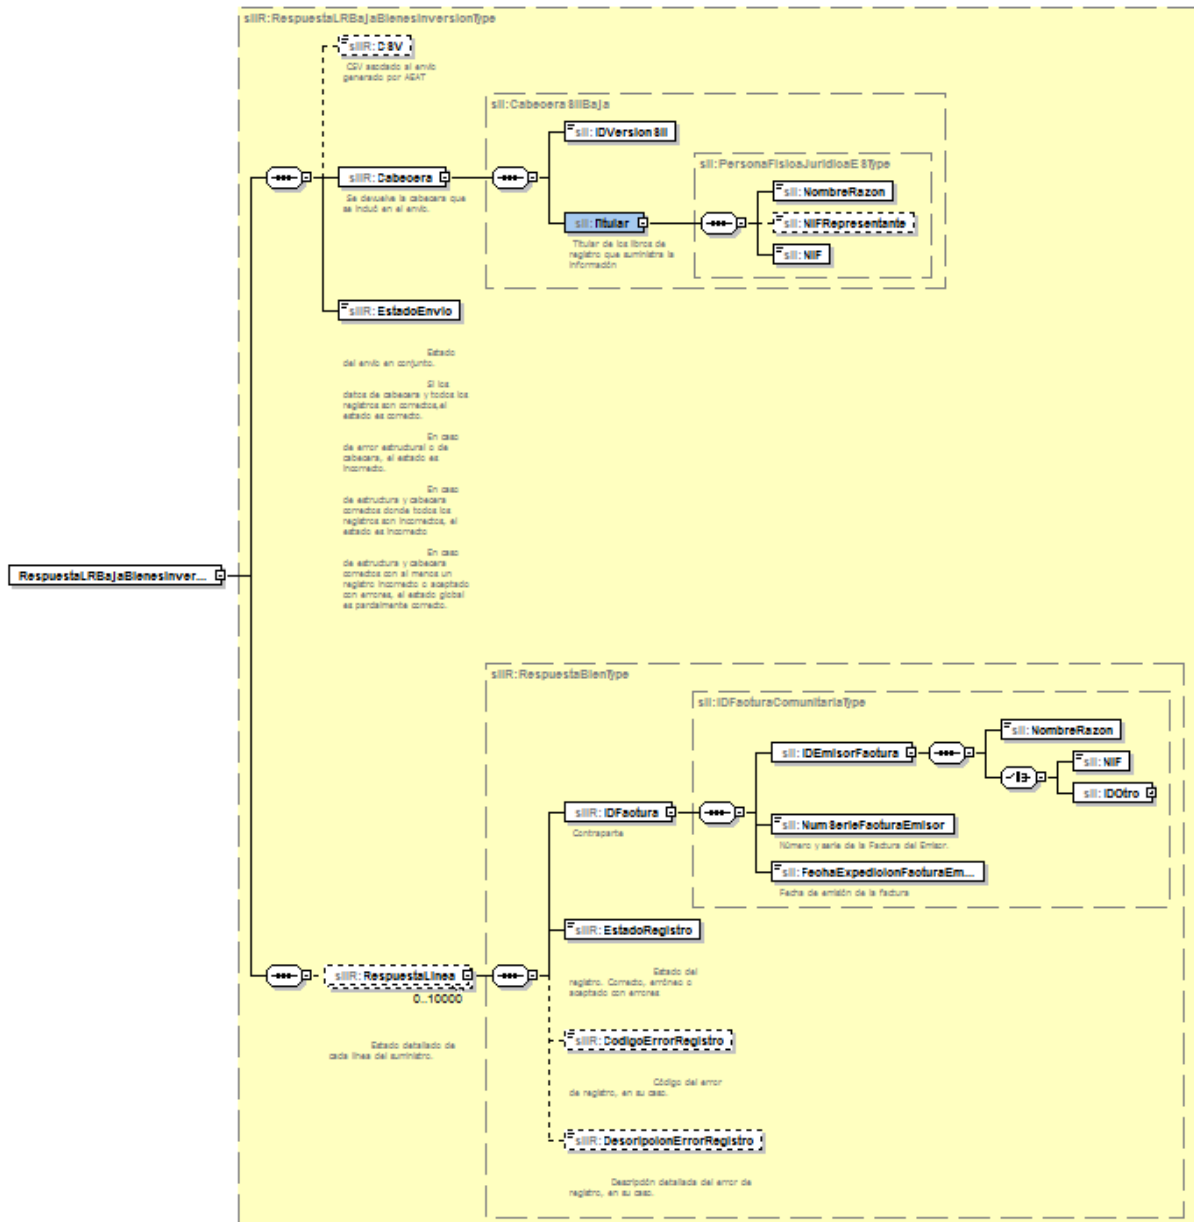 siiR:RespuestaLRBajaBienesInversionType
siiR:CSV
CSV asociado al envío
generado por AEAT
sii:CabeceraSiiBaja
sii:IDVersionSii
sii:PersonaFisicaJuridicaESType
siiR:Cabecera
sii:NombreRazon
Se devuelve la cabecera que
se incluó en el envío.
sii:Titular
sii:NIFRepresentante
Titular de los libros de
registro que suministra la
información
sii:NIF
siiR:EstadoEnvio
Estado
del envío en conjunto.
Si los
datos de cabecera y todos los
registros son correctos,el
estado es correcto.
En caso
de error estructural o de
cabecera, el estado es
incorrecto.
En caso
de estructura y cabecera
correctos donde todos los
registros son incorrectos, el
estado es incorrecto
En caso
de estructura y cabecera
correctos con al menos un
registro incorrecto o aceptado
con errores, el estado global
es parcialmente correcto.
RespuestaLRBajaBienesInver...
siiR:RespuestaBienType
sii:IDFacturaComunitariaType
sii:NombreRazon
sii:IDEmisorFactura
sii:NIF
sii:IDOtro
siiR:IDFactura
Contraparte
sii:NumSerieFacturaEmisor
Número y serie de la Factura del Emisor.
sii:FechaExpedicionFacturaEm...
Fecha de emisión de la factura
siiR:EstadoRegistro
Estado del
registro. Correcto, erróneo o
aceptado con errores
siiR:RespuestaLinea
0..10000
Estado detallado de
cada línea del suministro.
siiR:CodigoErrorRegistro
Código del error
de registro, en su caso.
siiR:DescripcionErrorRegistro
Descripción detallada del error de
registro, en su caso.